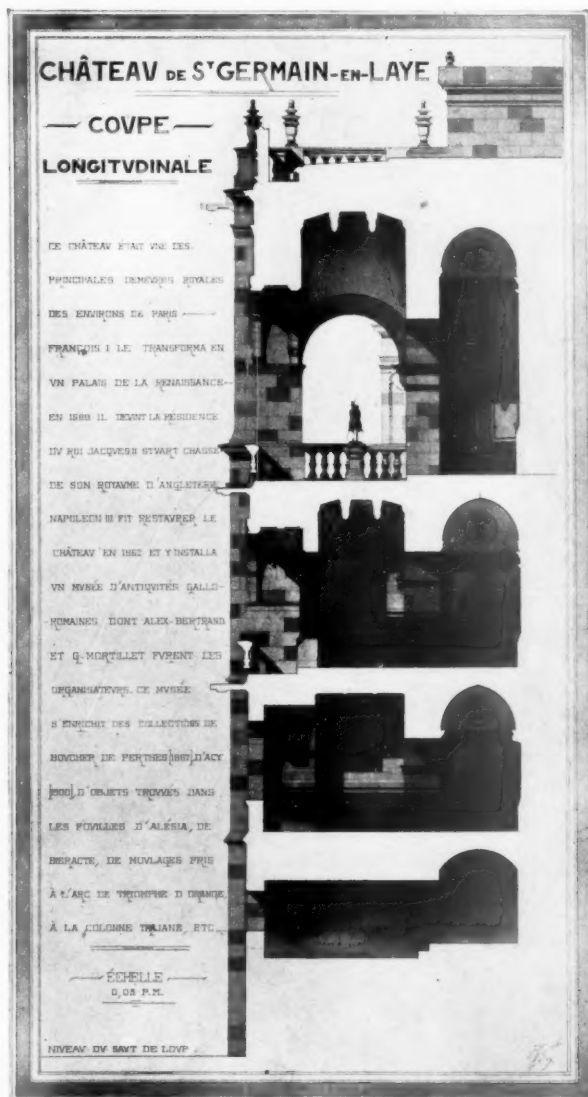 CHÂTEAV DE Sᵀ GERMAIN-EN-LAYE
— COVPE —
LONGITVDINALE
CE CHÂTEAV ÉTAIT VNE DES
PRINCIPALES DEMEVRES ROYALES
DES ENVIRONS DE PARIS —
FRANÇOIS I LE TRANSFORMA EN
VN PALAIS DE LA RENAISSANCE—
EN 1689 IL DEVINT LA RÉSIDENCE
DV ROI JACQVES II STVART CHASSÉ
DE SON ROYAVME D'ANGLETERE
NAPOLEON III FIT RESTAVRER LE
CHÂTEAV EN 1862 ET Y INSTALLA
VN MVSÉE D'ANTIQVITÉS GALLO-
-ROMAINES DONT ALEX-BERTRAND
ET G-MORTILLET FVRENT LES
ORGANISATEVRS. CE MVSÉE
S'ENRICHIT DES COLLECTIONS DE
BOVCHER DE PERTHES [1867], D'ACY
[1900], D'OBJETS TROVVÉS DANS
LES FOVILLES D'ALÉSIA, DE
BIBRACTE, DE MOVLAGES PRIS
À L'ARC DE TRIOMPHE D'ORANGE,
À LA COLONNE TRAJANE, ETC.
— ÉCHELLE —
0,05 P.M.
NIVEAV DV SAVT DE LOVP.